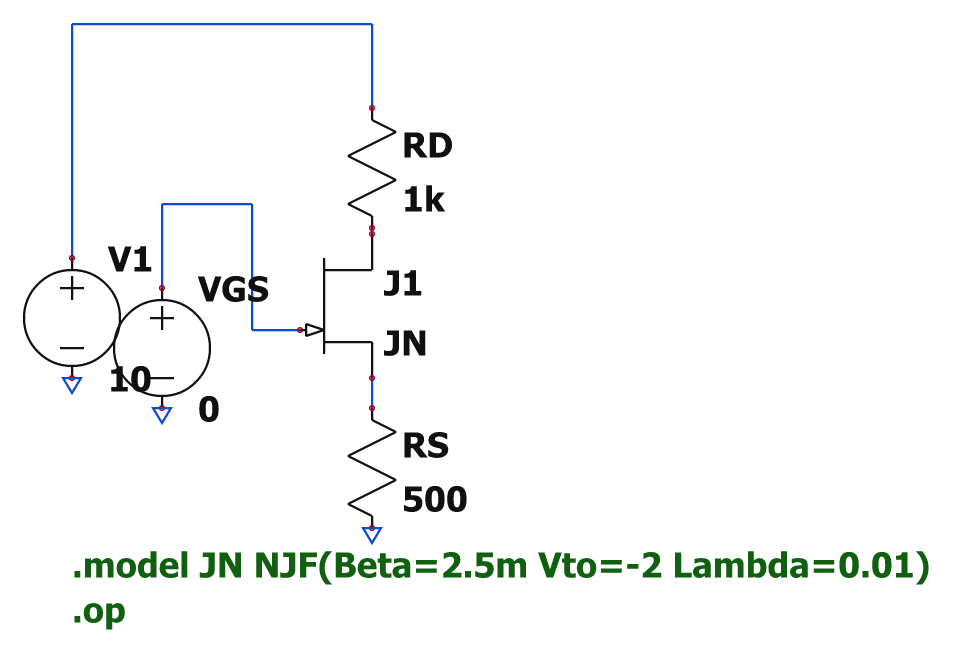 RD
1k
V1
VGS
J1
JN
10
0
RS
500
.model JN NJF(Beta=2.5m Vto=-2 Lambda=0.01)
.op